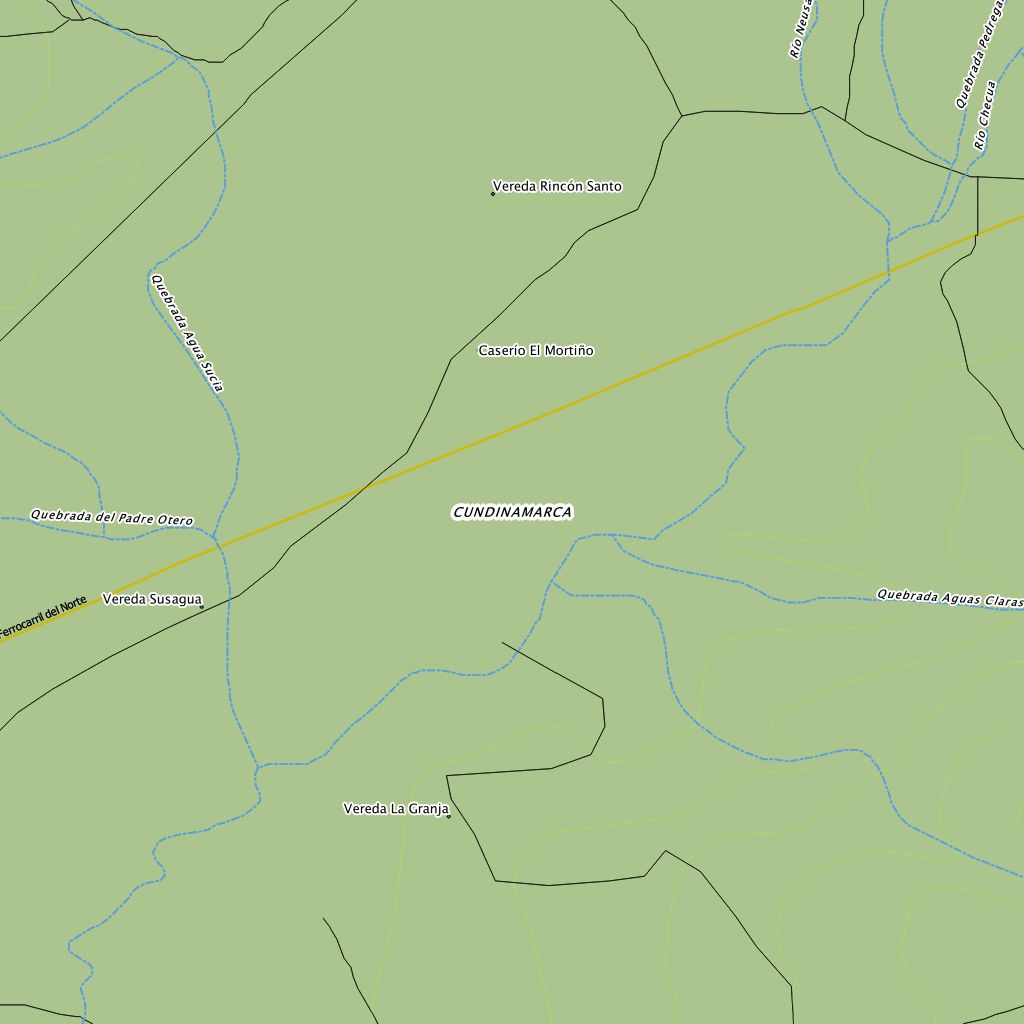 Río Neusa
Quebrada Pedregal
Río Checua
Vereda Rincón Santo
Quebrada Agua Sucia
Caserío El Mortiño
CUNDINAMARCA
Quebrada del Padre Otero
Vereda Susagua
Ferrocarril del Norte
Quebrada Aguas Claras
Vereda La Granja